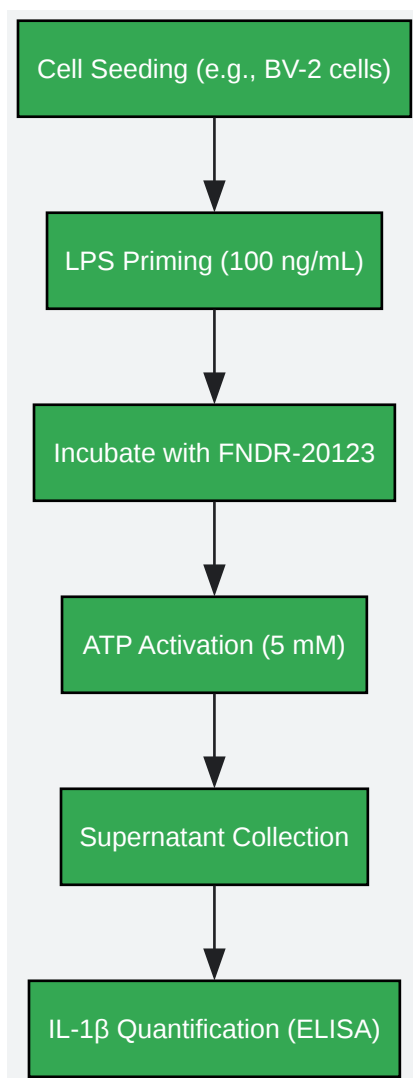 Cell Seeding (e.g., BV-2 cells)
LPS Priming (100 ng/mL)
Incubate with FNDR-20123
ATP Activation (5 mM)
Supernatant Collection
IL-1β Quantification (ELISA)